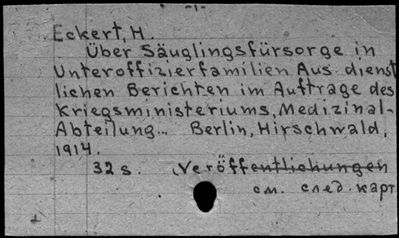 -1-
Eckert, H.
Über Säuglingsfürsorge in
Unteroffizierfamilien Aus dienst
lichen Berichten im Auftrage des
Kriegsministeriums, Medizinal-
Abteilung.. Berlin, Hirschwald,
1914.
32 s. Veröffentlichungen
см. след. карт